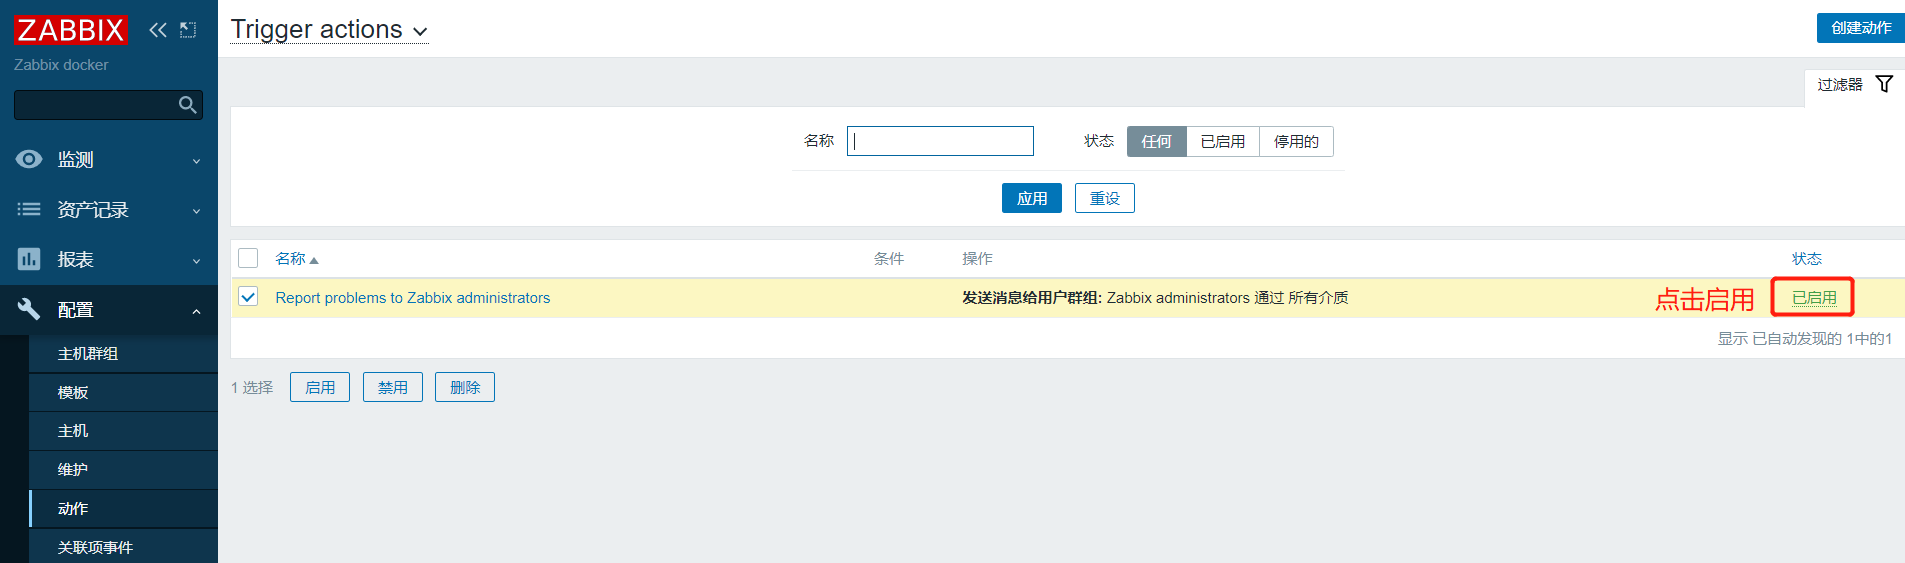 ZABBIX
Trigger actions
创建动作
Zabbix docker
过滤器
名称 状态 任何 已启用 停用的
应用 重设
监测
资产记录
报表
配置
主机群组
模板
主机
维护
动作
关联项事件
名称 条件 操作 状态
Report problems to Zabbix administrators 发送消息给用户群组: Zabbix administrators 通过 所有介质 点击启用 已启用
显示 已自动发现的 1中的1
1 选择 启用 禁用 删除